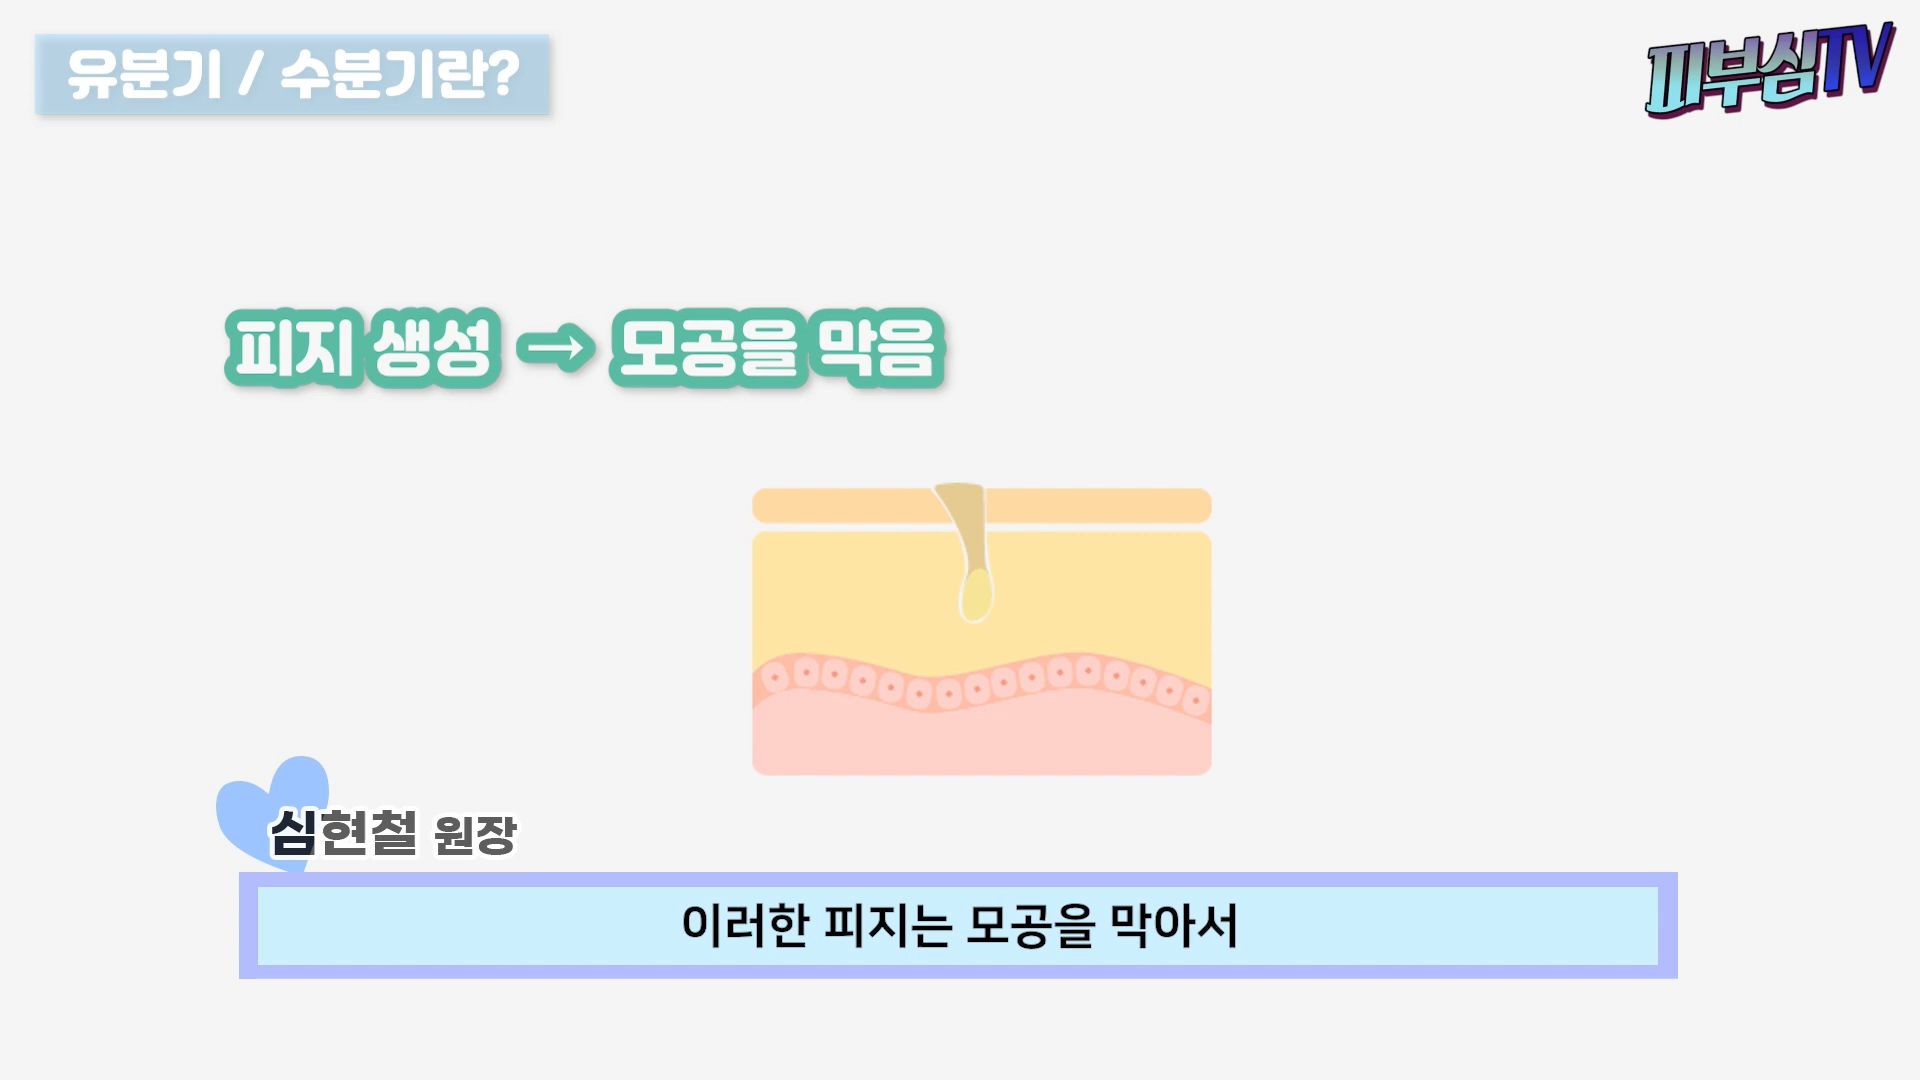 유분기 / 수분기란?
피부심TV
피지 생성 → 모공을 막음
심현철 원장
이러한 피지는 모공을 막아서